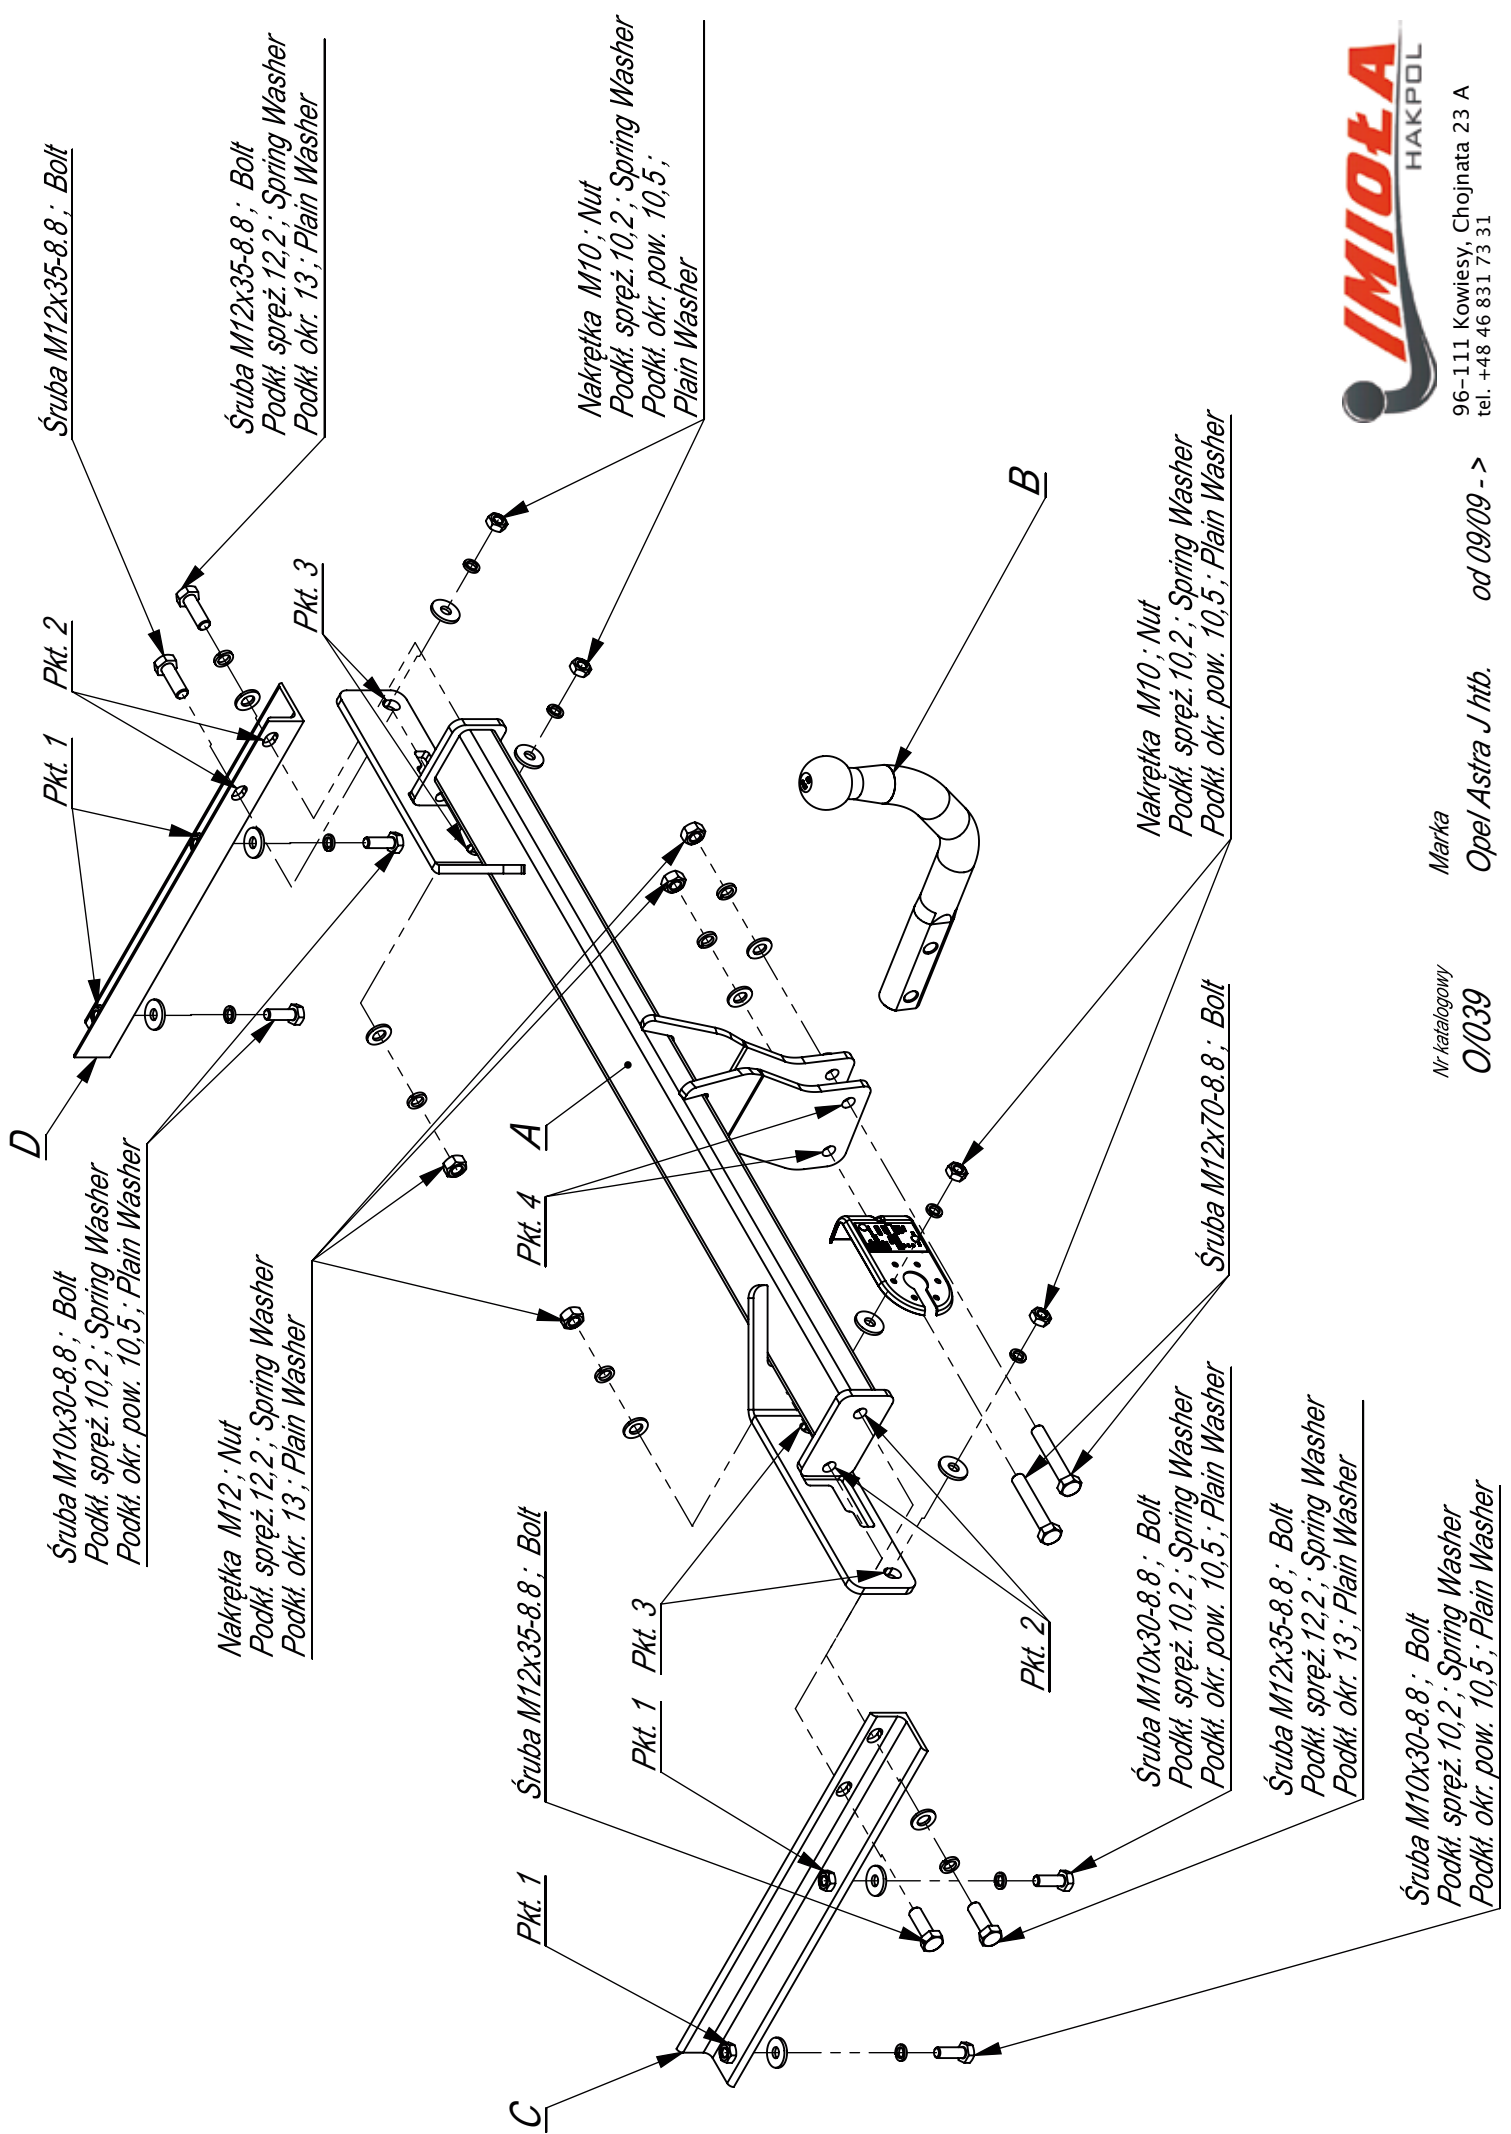 C
Pkt. 1
Śruba M12x35-8.8 ; Bolt
Pkt. 1
Pkt. 3
Pkt. 2
Śruba M10x30-8.8 ; Bolt
Podkł. spręż. 10,2 ; Spring Washer
Podkł. okr. pow. 10,5 ; Plain Washer
Śruba M12x35-8.8 ; Bolt
Podkł. spręż. 12,2 ; Spring Washer
Podkł. okr. 13 ; Plain Washer
Śruba M10x30-8.8 ; Bolt
Podkł. spręż. 10,2 ; Spring Washer
Podkł. okr. pow. 10,5 ; Plain Washer
Śruba M10x30-8.8 ; Bolt
Podkł. spręż. 10,2 ; Spring Washer
Podkł. okr. pow. 10,5 ; Plain Washer
Nakrętka M12 ; Nut
Podkł. spręż. 12,2 ; Spring Washer
Podkł. okr. 13 ; Plain Washer
D
A
Pkt. 4
Śruba M12x70-8.8 ; Bolt
Pkt. 1
Pkt. 2
Pkt. 3
Śruba M12x35-8.8 ; Bolt
Śruba M12x35-8.8 ; Bolt
Podkł. spręż. 12,2 ; Spring Washer
Podkł. okr. 13 ; Plain Washer
Nakrętka M10 ; Nut
Podkł. spręż. 10,2 ; Spring Washer
Podkł. okr. pow. 10,5 ;
Plain Washer
B
Nakrętka M10 ; Nut
Podkł. spręż. 10,2 ; Spring Washer
Podkł. okr. pow. 10,5 ; Plain Washer
Nr katalogowy
O/039
Marka
Opel Astra J htb.
od 09/09 - >
IMIOŁA
HAKPOL
96-111 Kowiesy, Chojnata 23 A
tel. +48 46 831 73 31